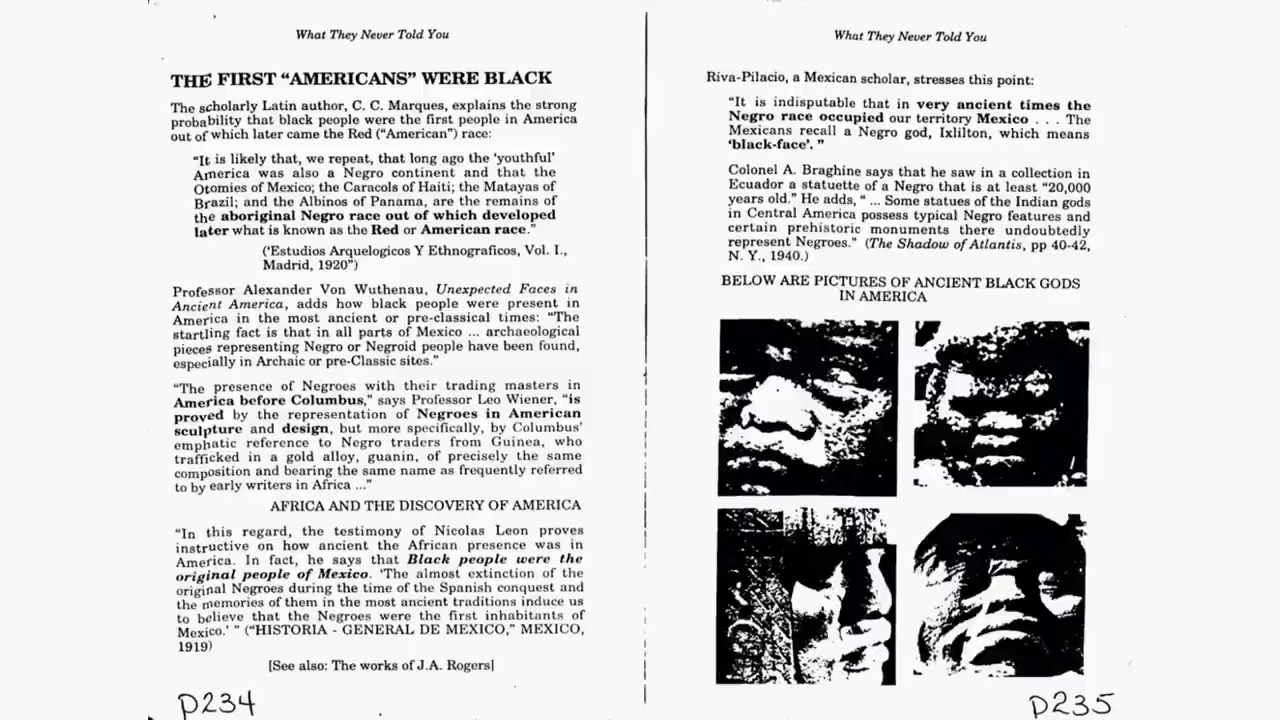 What They Never Told You
THE FIRST "AMERICANS" WERE BLACK
The scholarly Latin author, C. C. Marques, explains the strong
probability that black people were the first people in America
out of which later came the Red ("American") race:
"It is likely that, we repeat, that long ago the 'youthful'
America was also a Negro continent and that the
Otomies of Mexico; the Caracols of Haiti; the Matayas of
Brazil; and the Albinos of Panama, are the remains of
the aboriginal Negro race out of which developed
later what is known as the Red or American race."
('Estudios Arquelogicos Y Ethnograficos, Vol. I.,
Madrid, 1920")
Professor Alexander Von Wuthenau, Unexpected Faces in
Ancient America, adds how black people were present in
America in the most ancient or pre-classical times: "The
startling fact is that in all parts of Mexico ... archaeological
pieces representing Negro or Negroid people have been found,
especially in Archaic or pre-Classic sites."
"The presence of Negroes with their trading masters in
America before Columbus," says Professor Leo Wiener, "is
proved by the representation of Negroes in American
sculpture and design, but more specifically, by Columbus'
emphatic reference to Negro traders from Guinea, who
trafficked in a gold alloy, guanin, of precisely the same
composition and bearing the same name as frequently referred
to by early writers in Africa ..."
AFRICA AND THE DISCOVERY OF AMERICA
"In this regard, the testimony of Nicolas Leon proves
instructive on how ancient the African presence was in
America. In fact, he says that Black people were the
original people of Mexico. 'The almost extinction of the
original Negroes during the time of the Spanish conquest and
the memories of them in the most ancient traditions induce us
to believe that the Negroes were the first inhabitants of
Mexico.' " ("HISTORIA - GENERAL DE MEXICO," MEXICO,
1919)
[See also: The works of J.A. Rogers]
p234
What They Never Told You
Riva-Pilacio, a Mexican scholar, stresses this point:
"It is indisputable that in very ancient times the
Negro race occupied our territory Mexico . . . The
Mexicans recall a Negro god, Ixlilton, which means
'black-face'. "
Colonel A. Braghine says that he saw in a collection in
Ecuador a statuette of a Negro that is at least "20,000
years old." He adds, " ... Some statues of the Indian gods
in Central America possess typical Negro features and
certain prehistoric monuments there undoubtedly
represent Negroes." (The Shadow of Atlantis, pp 40-42,
N. Y., 1940.)
BELOW ARE PICTURES OF ANCIENT BLACK GODS
IN AMERICA
p235